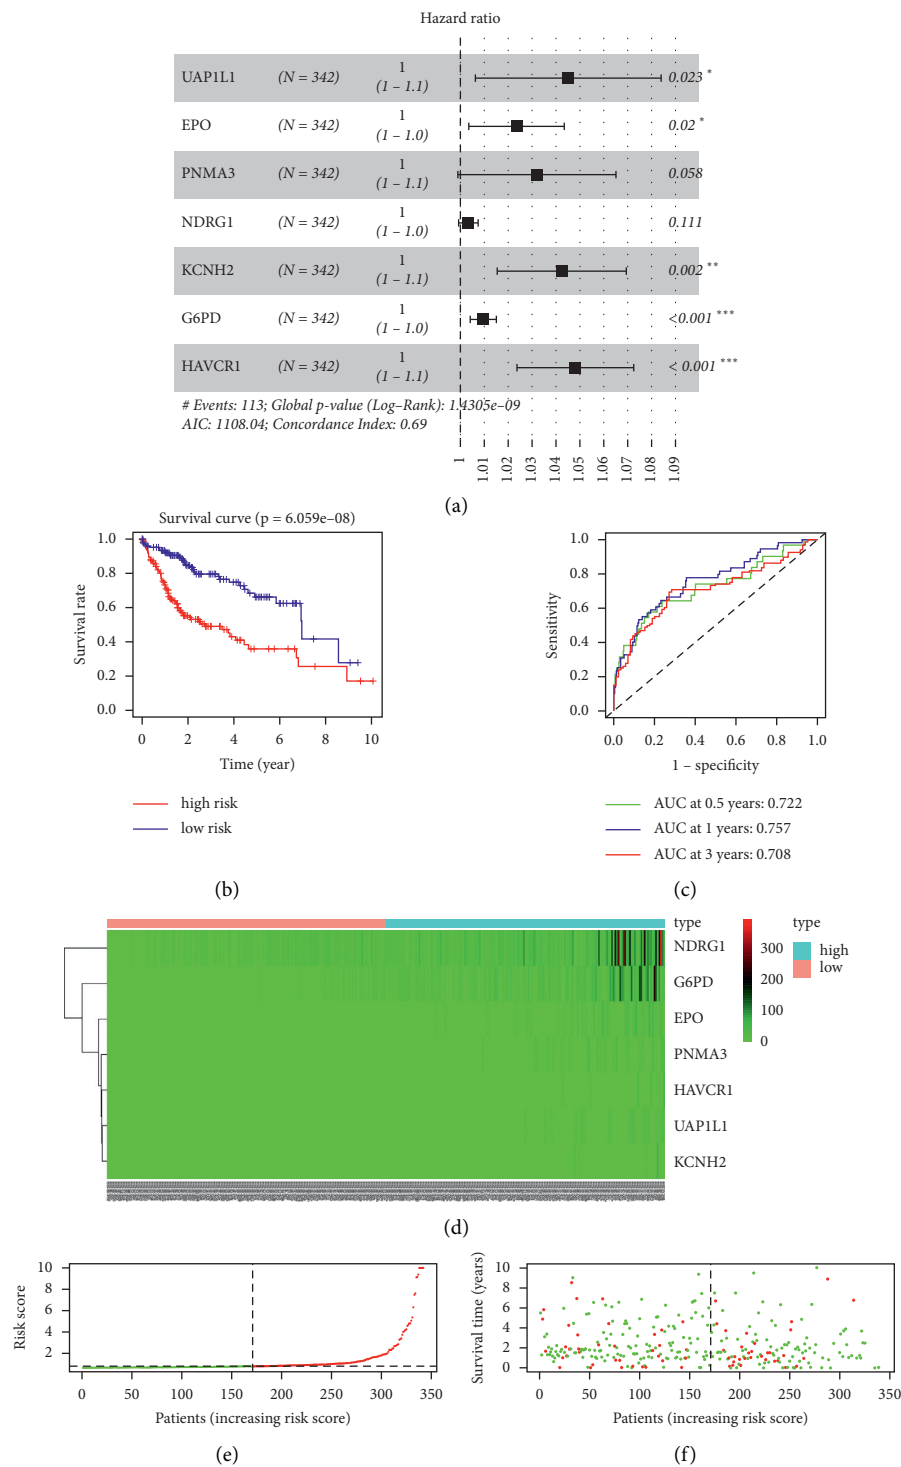 Hazard ratio
UAP1L1 (N = 342) 1 (1 – 1.1) 0.023 *
EPO (N = 342) 1 (1 – 1.0) 0.02 *
PNMA3 (N = 342) 1 (1 – 1.1) 0.058
NDRG1 (N = 342) 1 (1 – 1.0) 0.111
KCNH2 (N = 342) 1 (1 – 1.1) 0.002 **
G6PD (N = 342) 1 (1 – 1.0) <0.001 ***
HAVCR1 (N = 342) 1 (1 – 1.1) < 0.001 ***
# Events: 113; Global p-value (Log–Rank): 1.4305e–09
AIC: 1108.04; Concordance Index: 0.69
1 1.01 1.02 1.03 1.04 1.05 1.06 1.07 1.08 1.09
(a)
Survival curve (p = 6.059e–08)
Survival rate
1.0
0.8
0.6
0.4
0.2
0.0
0 2 4 6 8 10
Time (year)
high risk
low risk
(b)
Sensitivity
1.0
0.8
0.6
0.4
0.2
0.0
0.0 0.2 0.4 0.6 0.8 1.0
1 – specificity
AUC at 0.5 years: 0.722
AUC at 1 years: 0.757
AUC at 3 years: 0.708
(c)
type
NDRG1
G6PD
EPO
PNMA3
HAVCR1
UAP1L1
KCNH2
300
200
100
0
type
high
low
(d)
Risk score
10
8
6
4
2
0 50 100 150 200 250 300 350
Patients (increasing risk score)
(e)
Survival time (years)
10
8
6
4
2
0
0 50 100 150 200 250 300 350
Patients (increasing risk score)
(f)